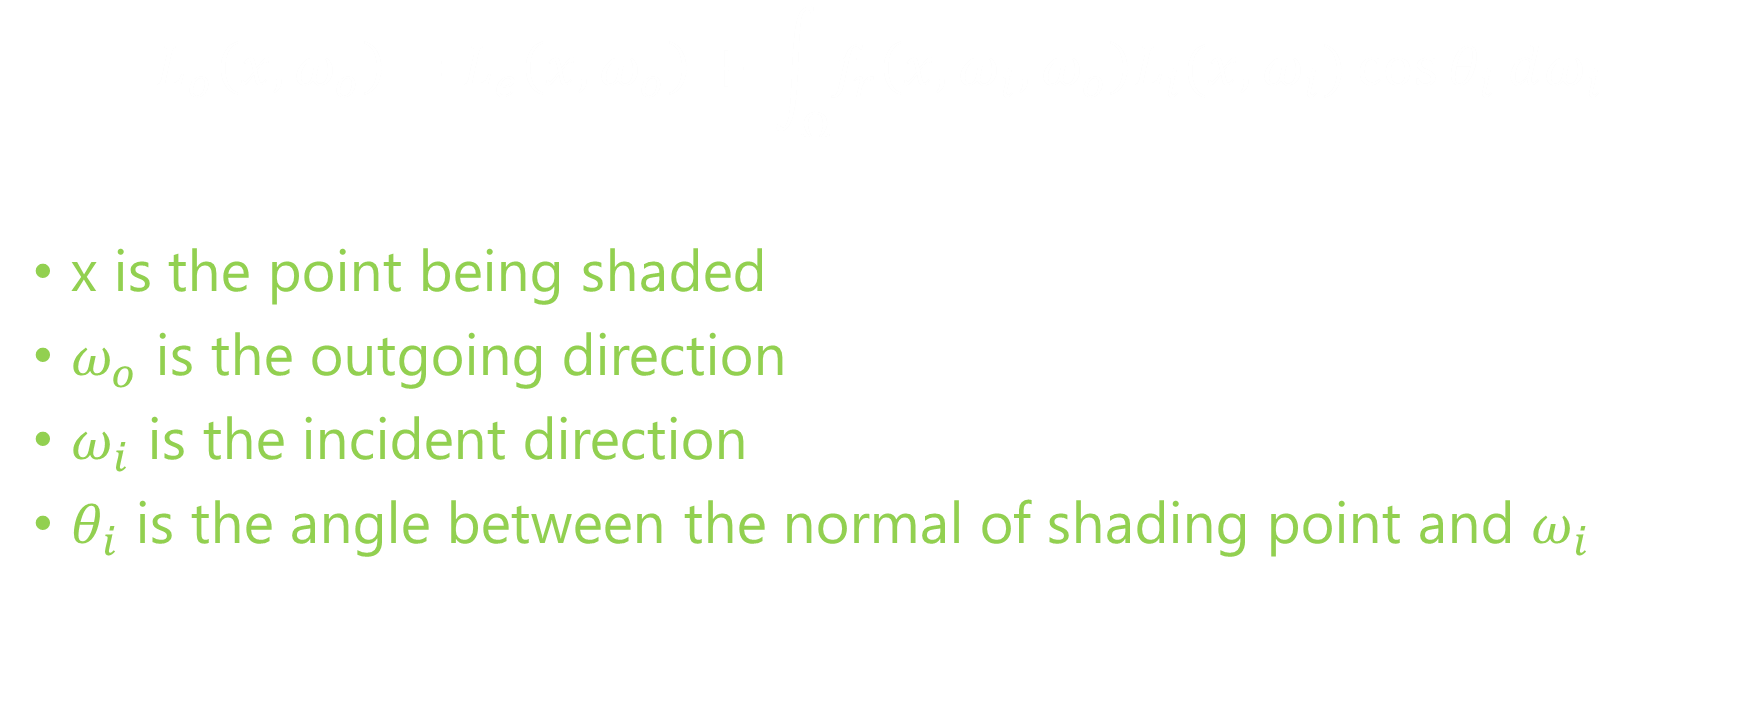 • x is the point being shaded
• 𝜔ₒ is the outgoing direction
• 𝜔ᵢ is the incident direction
• 𝜃ᵢ is the angle between the normal of shading point and 𝜔ᵢ